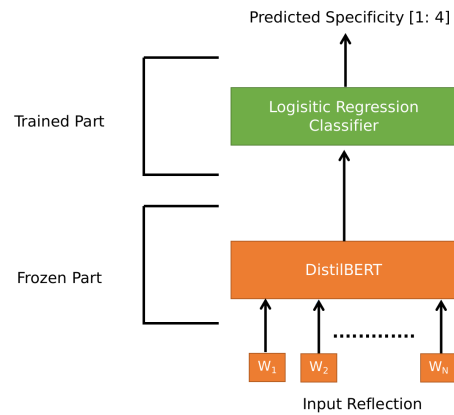 Predicted Specificity [1: 4]
Logisitic Regression
Classifier
Trained Part
DistilBERT
Frozen Part
W1 W2 WN
Input Reflection